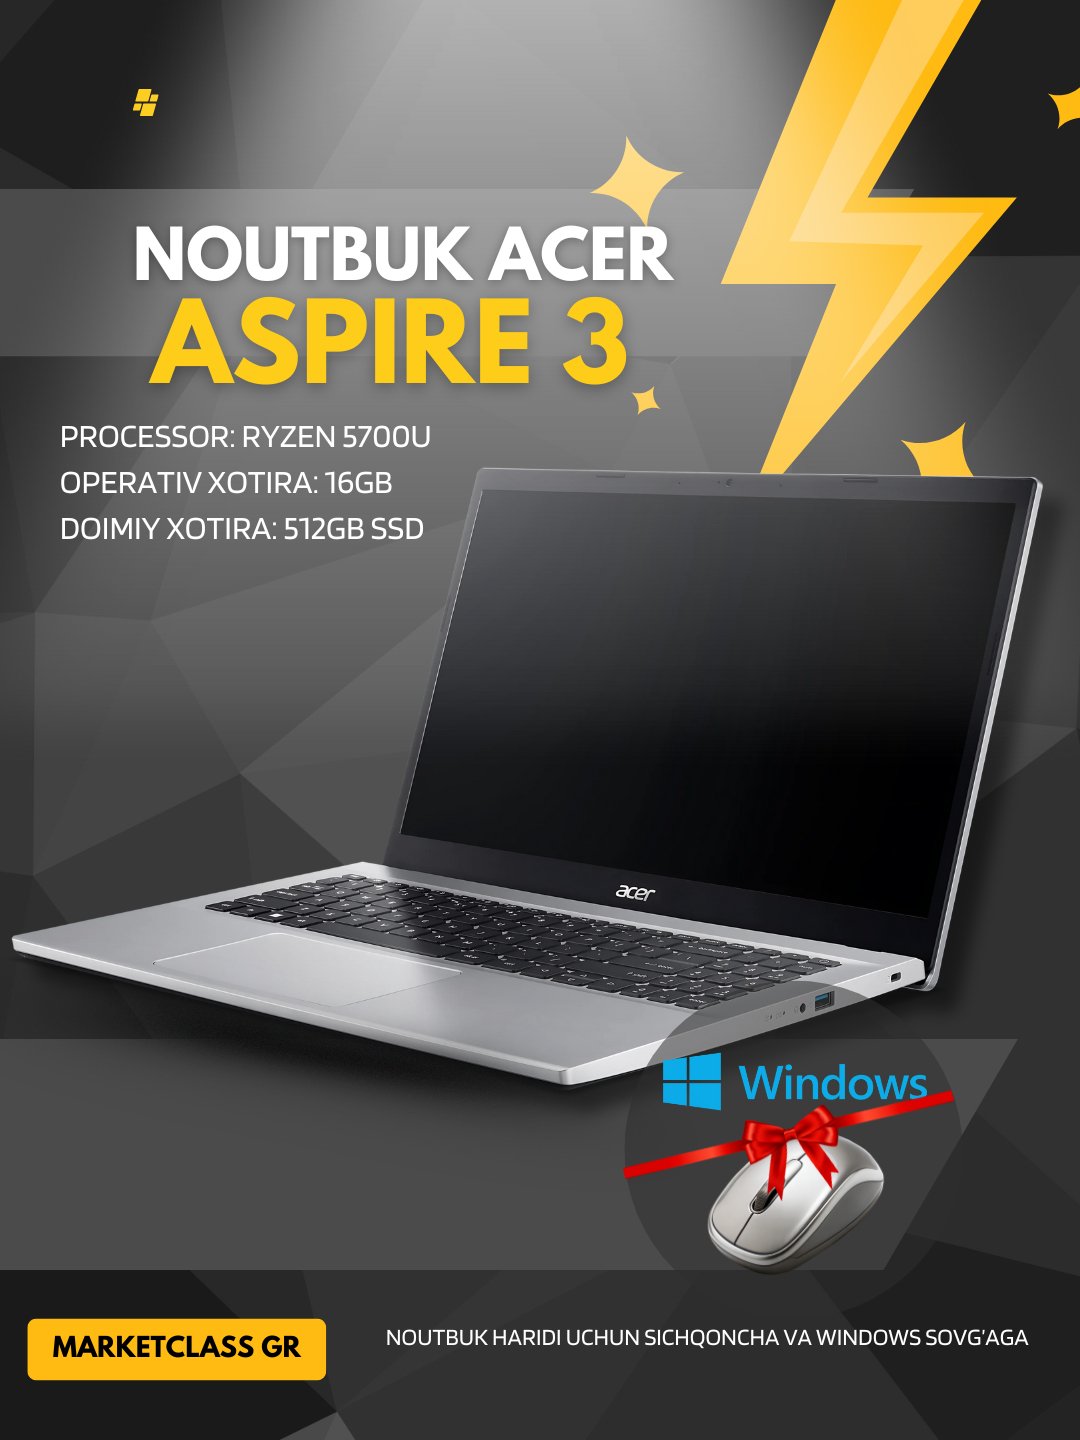 NOUTBUK ACER
ASPIRE 3
PROCESSOR: RYZEN 5700U
OPERATIV XOTIRA: 16GB
DOIMIY XOTIRA: 512GB SSD
acer
Windows
MARKETCLASS GR
NOUTBUK HARIDI UCHUN SICHQONCHA VA WINDOWS SOVG'AGA